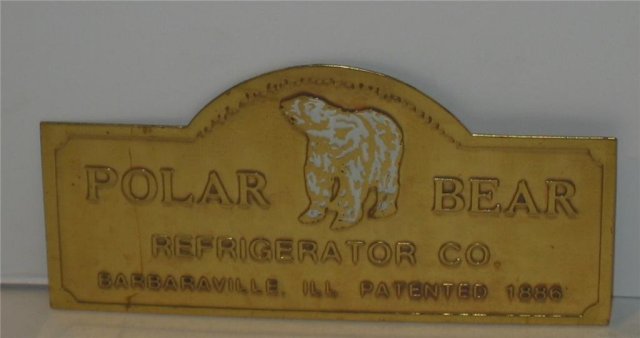 POLAR BEAR
REFRIGERATOR CO.
BARBARAVILLE, ILL. PATENTED 1886